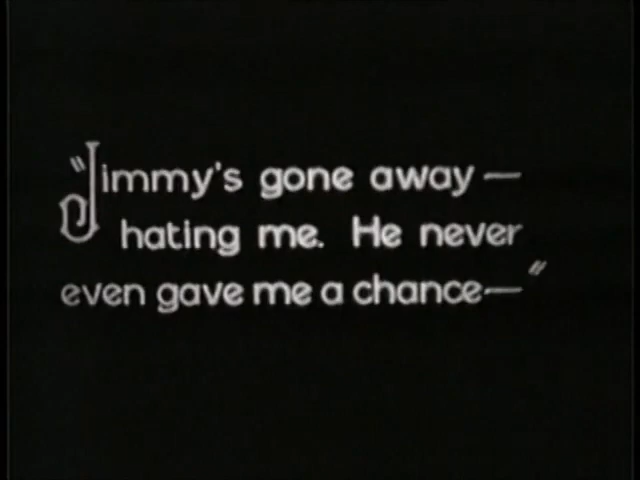 "Jimmy's gone away—
hating me. He never
even gave me a chance—"